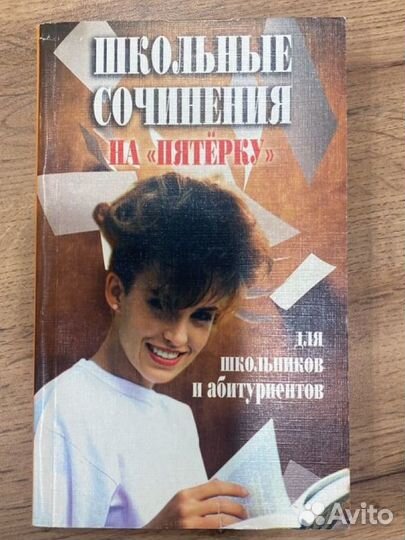 ШКОЛЬНЫЕ
СОЧИНЕНИЯ
НА «ПЯТЁРКУ»
для
школьников
и абитуриентов
Avito